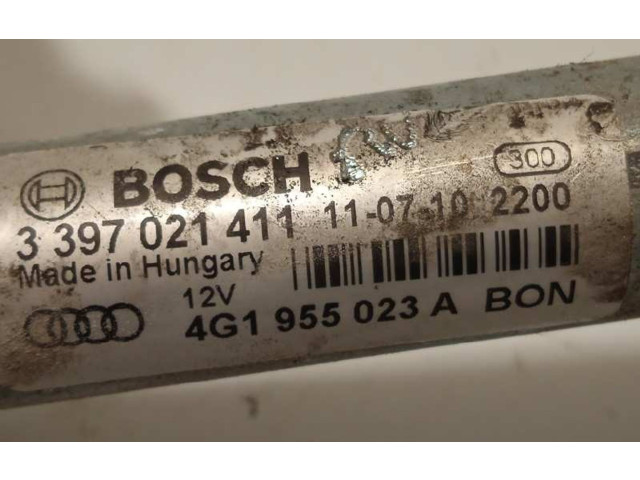 BOSCH 300
3 397 021 411 11-07-10 2200
Made in Hungary
12V
4G1 955 023 A BON